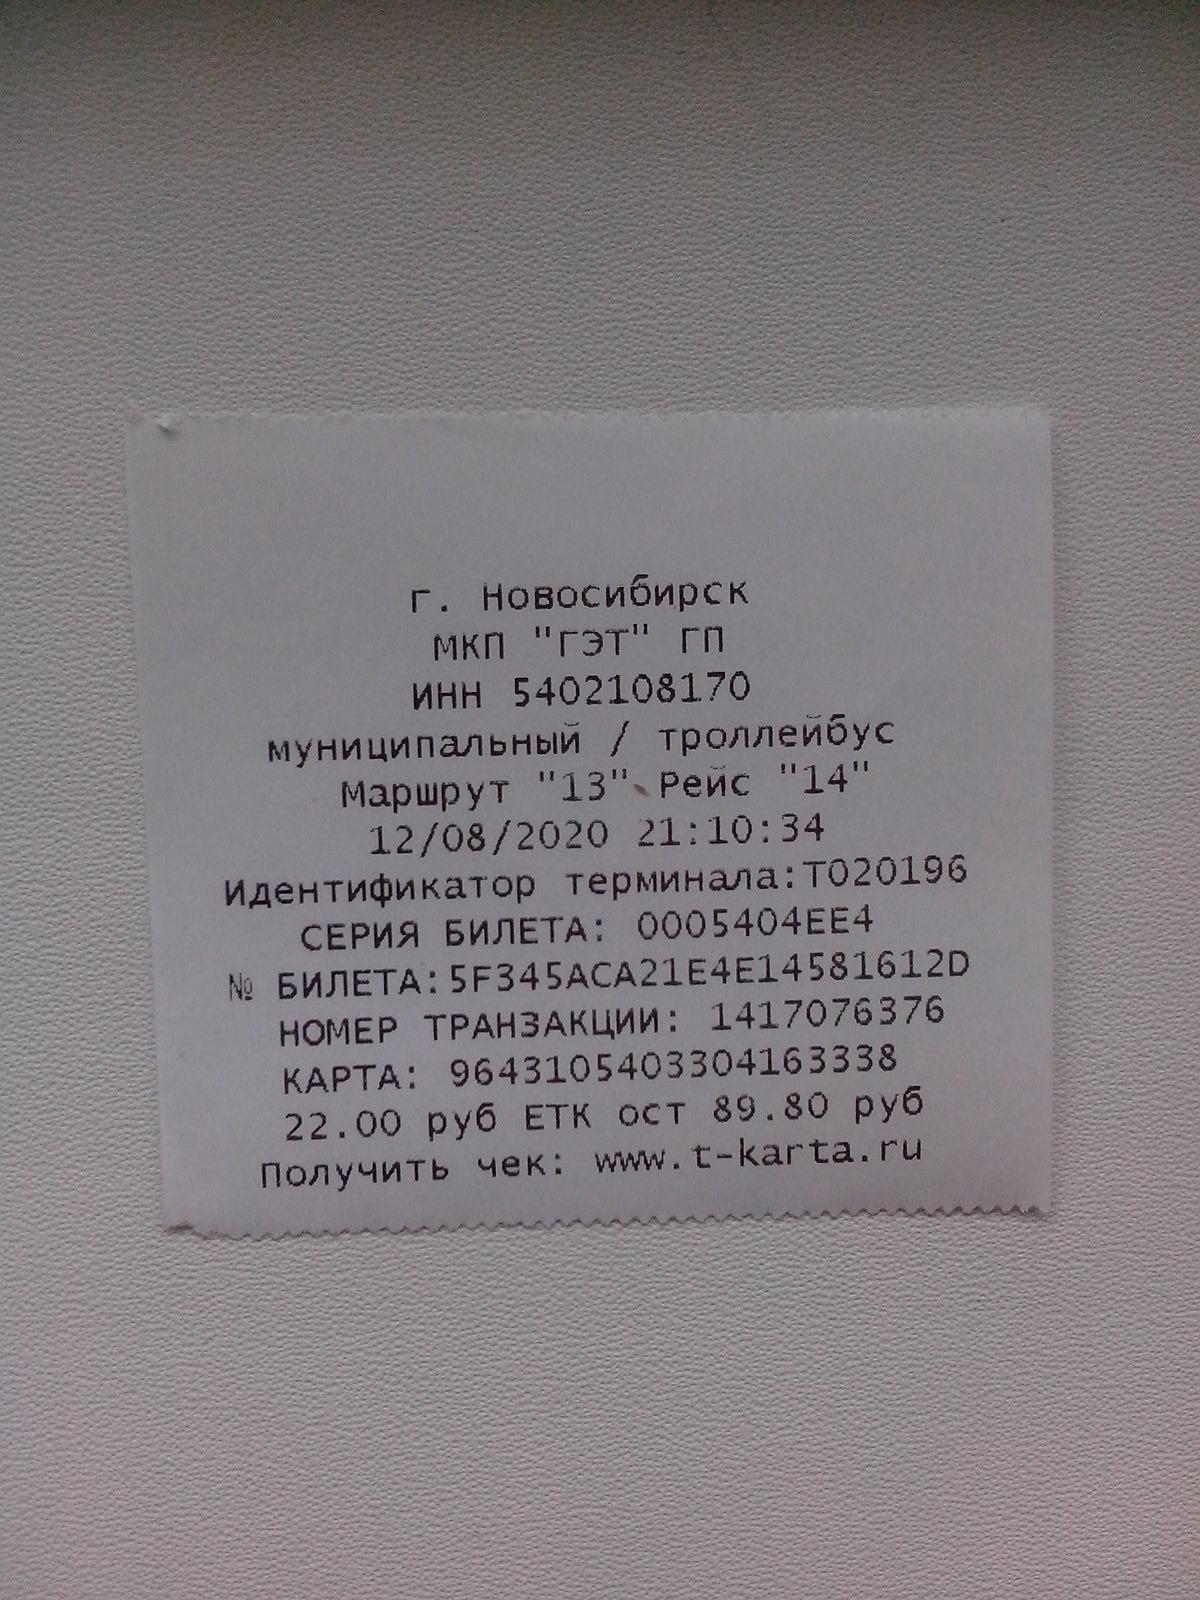 г. Новосибирск
МКП "ГЭТ" ГП
ИНН 5402108170
муниципальный / троллейбус
Маршрут "13" Рейс "14"
12/08/2020 21:10:34
Идентификатор терминала:T020196
СЕРИЯ БИЛЕТА: 0005404EE4
№ БИЛЕТА:5F345ACA21E4E14581612D
НОМЕР ТРАНЗАКЦИИ: 1417076376
КАРТА: 9643105403304163338
22.00 руб ЕТК ост 89.80 руб
Получить чек: www.t-karta.ru